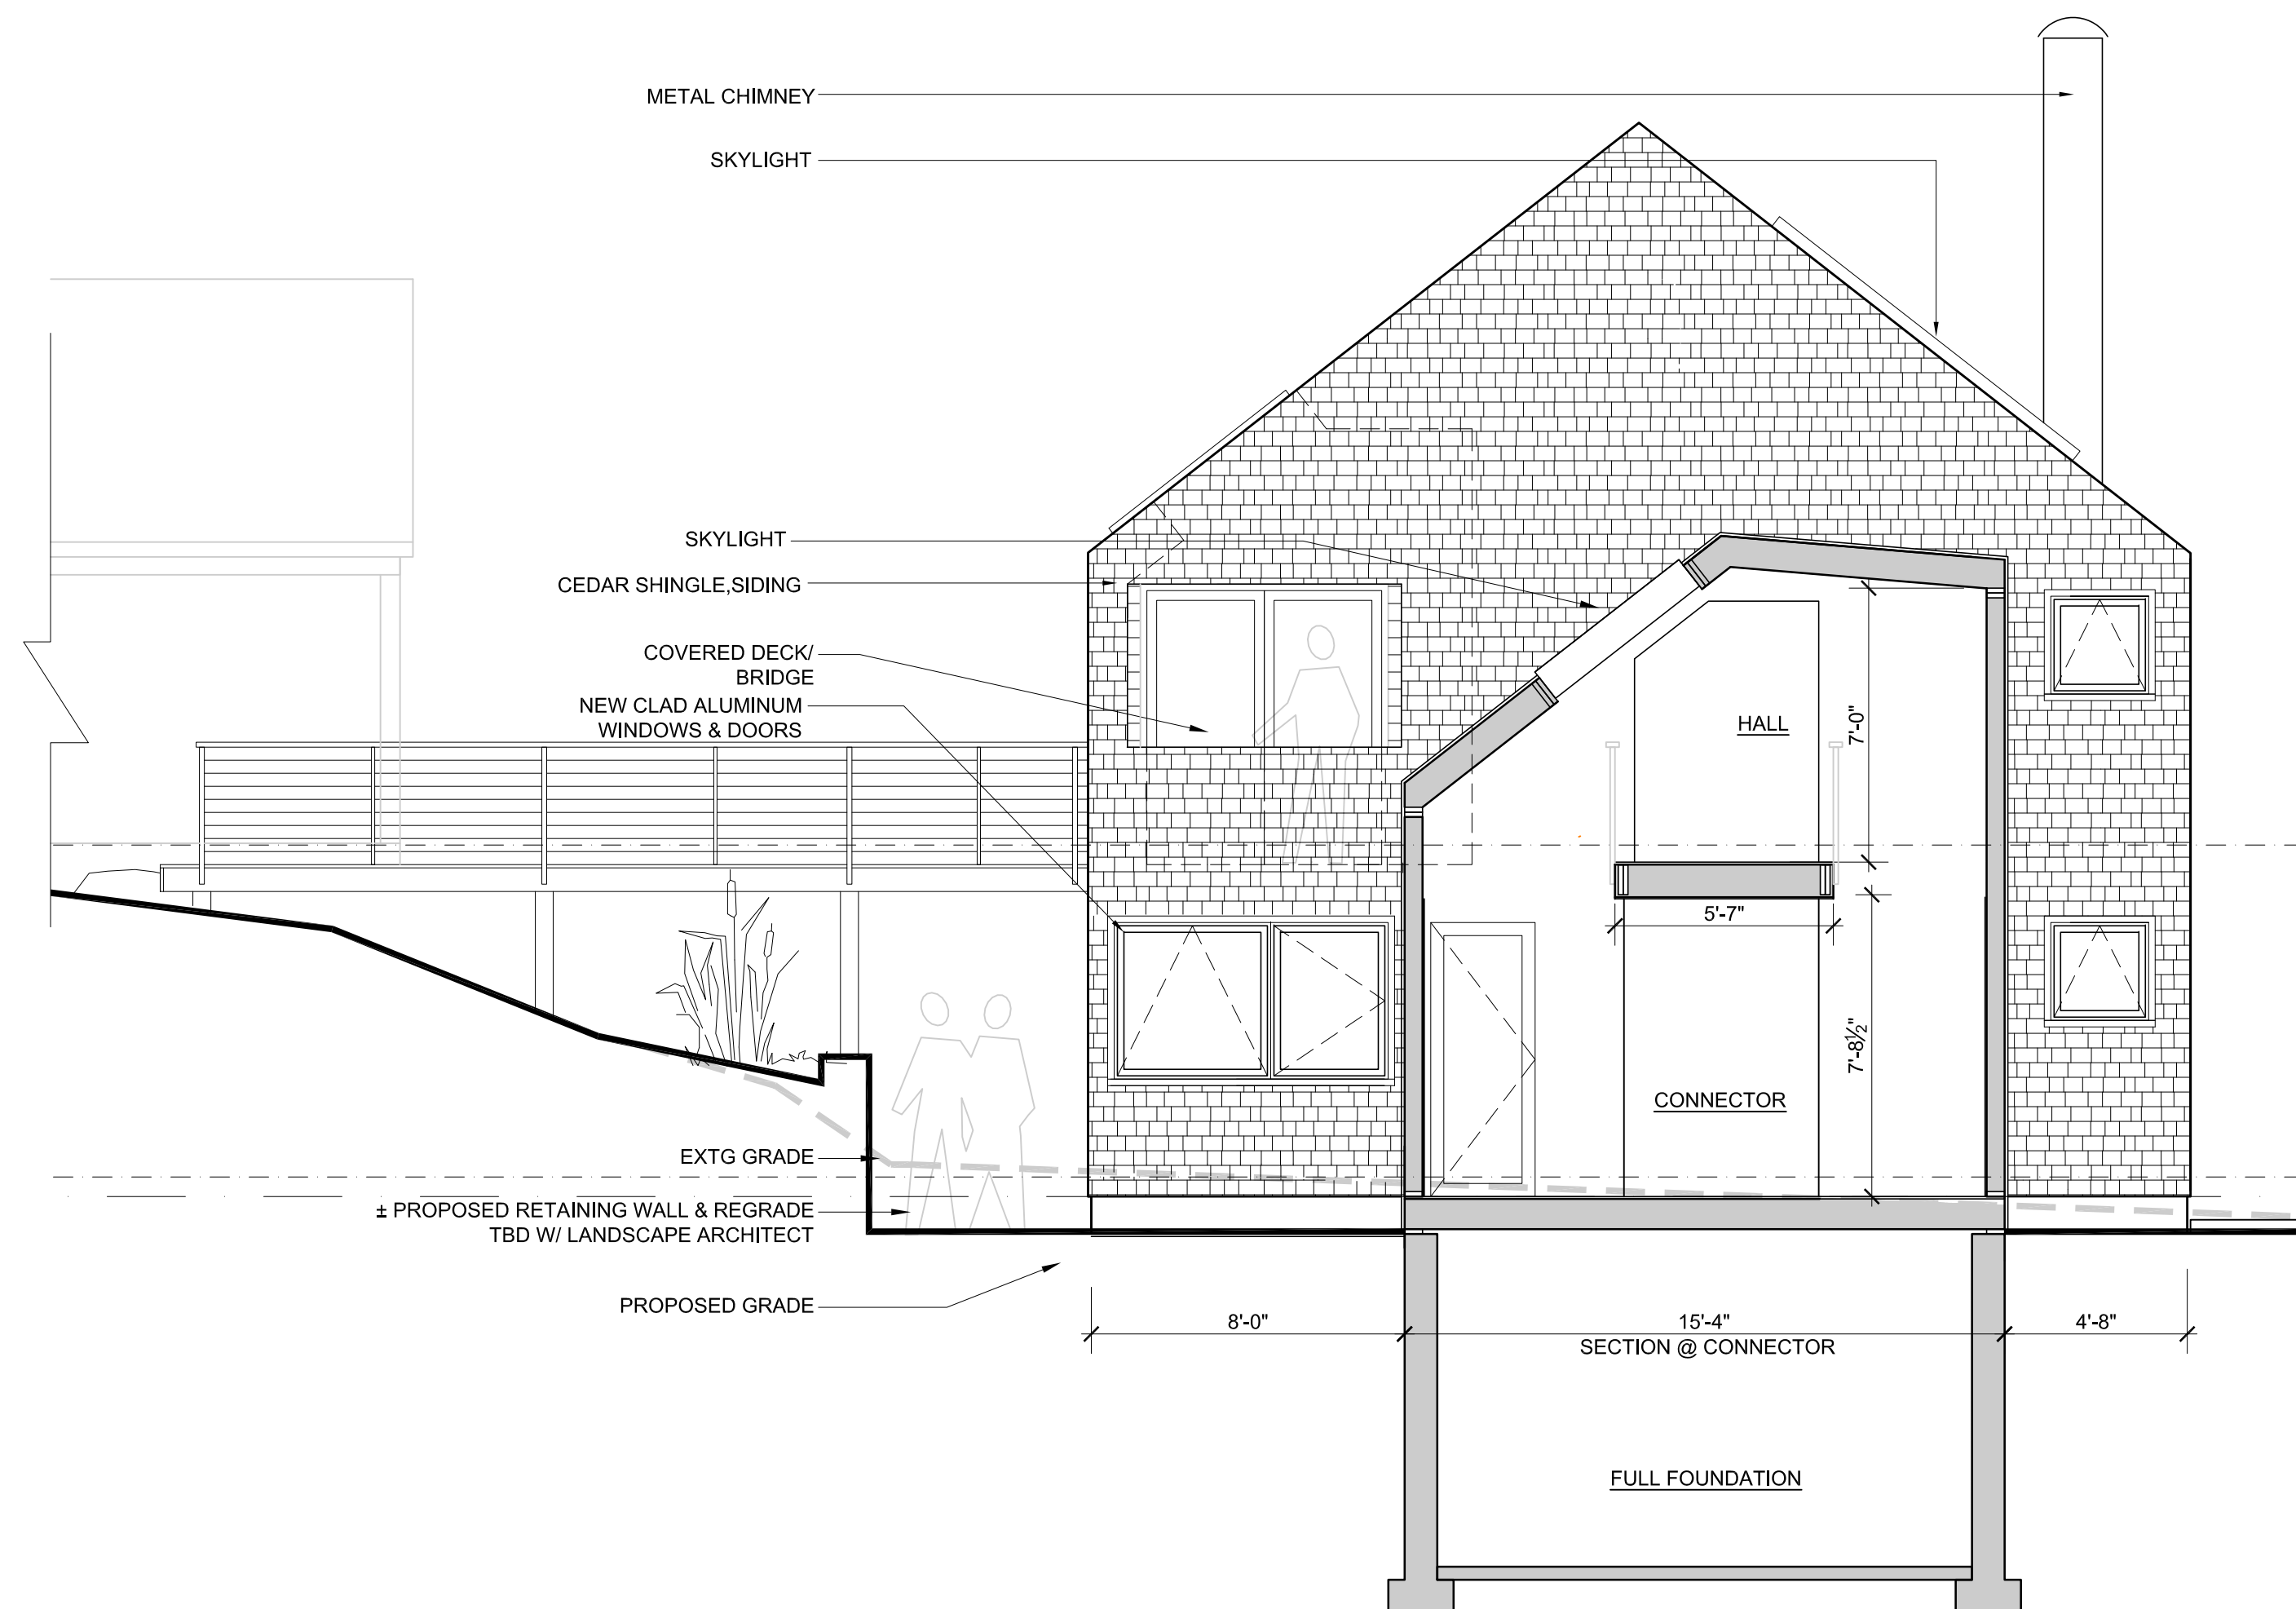 METAL CHIMNEY
SKYLIGHT
SKYLIGHT
CEDAR SHINGLE,SIDING
COVERED DECK/
BRIDGE
NEW CLAD ALUMINUM
WINDOWS & DOORS
HALL
7'-0"
5'-7"
7'-8½"
CONNECTOR
EXTG GRADE
± PROPOSED RETAINING WALL & REGRADE
TBD W/ LANDSCAPE ARCHITECT
PROPOSED GRADE
8'-0"
15'-4"
4'-8"
SECTION @ CONNECTOR
FULL FOUNDATION